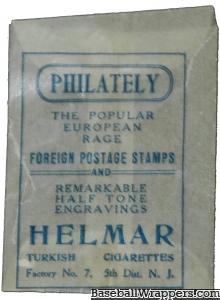 PHILATELY
THE POPULAR
EUROPEAN
RAGE
FOREIGN POSTAGE STAMPS
AND
REMARKABLE
HALF TONE
ENGRAVINGS
HELMAR
TURKISH CIGARETTES
Factory No. 7, 5th Dist. N. J.
BaseballWrappers.com